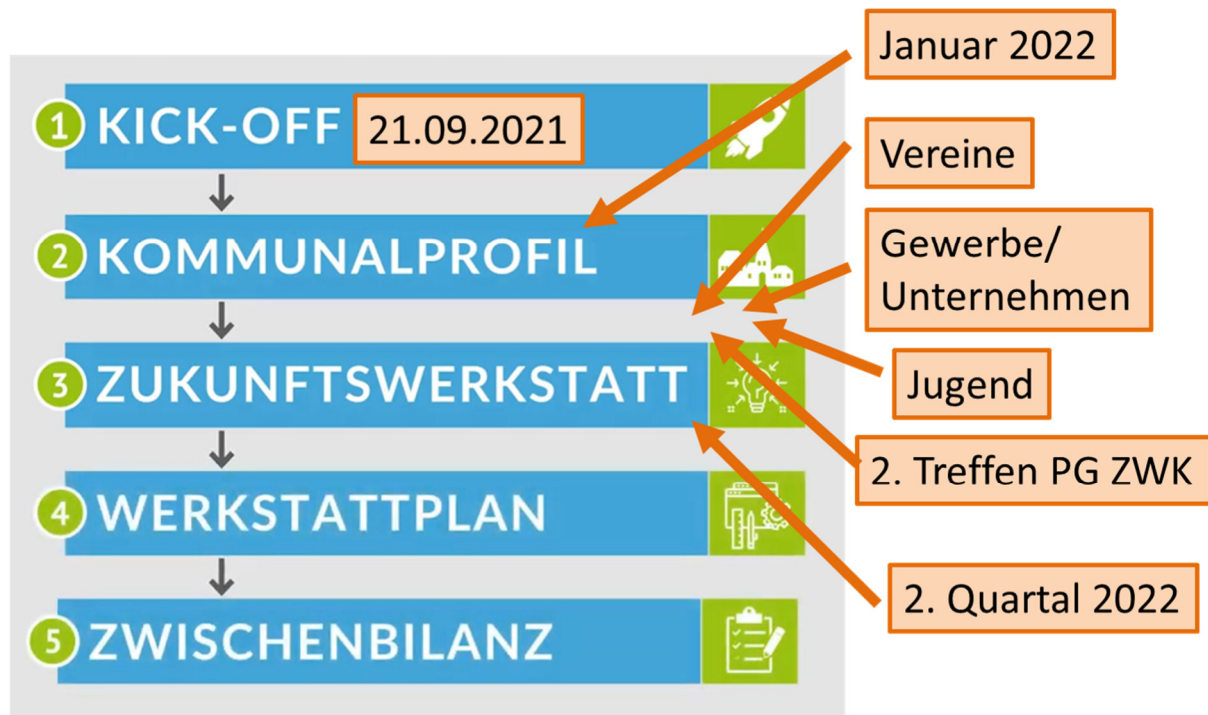 1 KICK-OFF 21.09.2021
2 KOMMUNALPROFIL
3 ZUKUNFTSWERKSTATT
4 WERKSTATTPLAN
5 ZWISCHENBILANZ
Januar 2022
Vereine
Gewerbe/
Unternehmen
Jugend
2. Treffen PG ZWK
2. Quartal 2022